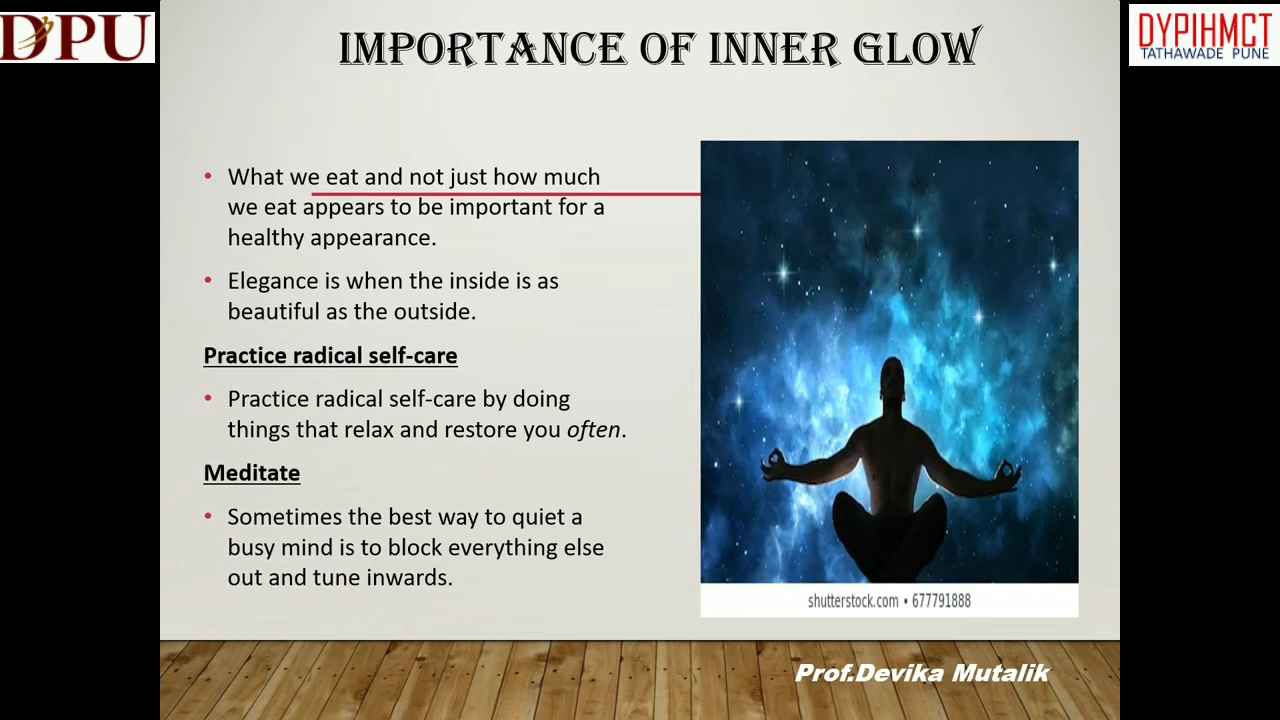 DPU
IMPORTANCE OF INNER GLOW
DYPIHMCT
TATHAWADE PUNE
• What we eat and not just how much
we eat appears to be important for a
healthy appearance.
• Elegance is when the inside is as
beautiful as the outside.
Practice radical self-care
• Practice radical self-care by doing
things that relax and restore you often.
Meditate
• Sometimes the best way to quiet a
busy mind is to block everything else
out and tune inwards.
shutterstock.com • 677791888
Prof.Devika Mutalik